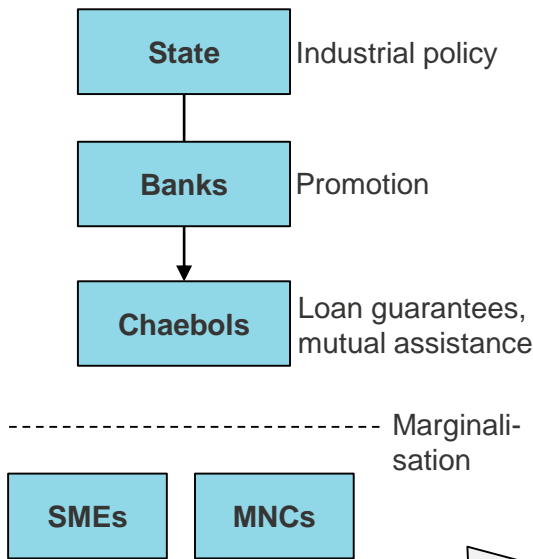 State
Industrial policy
Banks
Promotion
Chaebols
Loan guarantees,
mutual assistance
Marginali-
sation
SMEs
MNCs